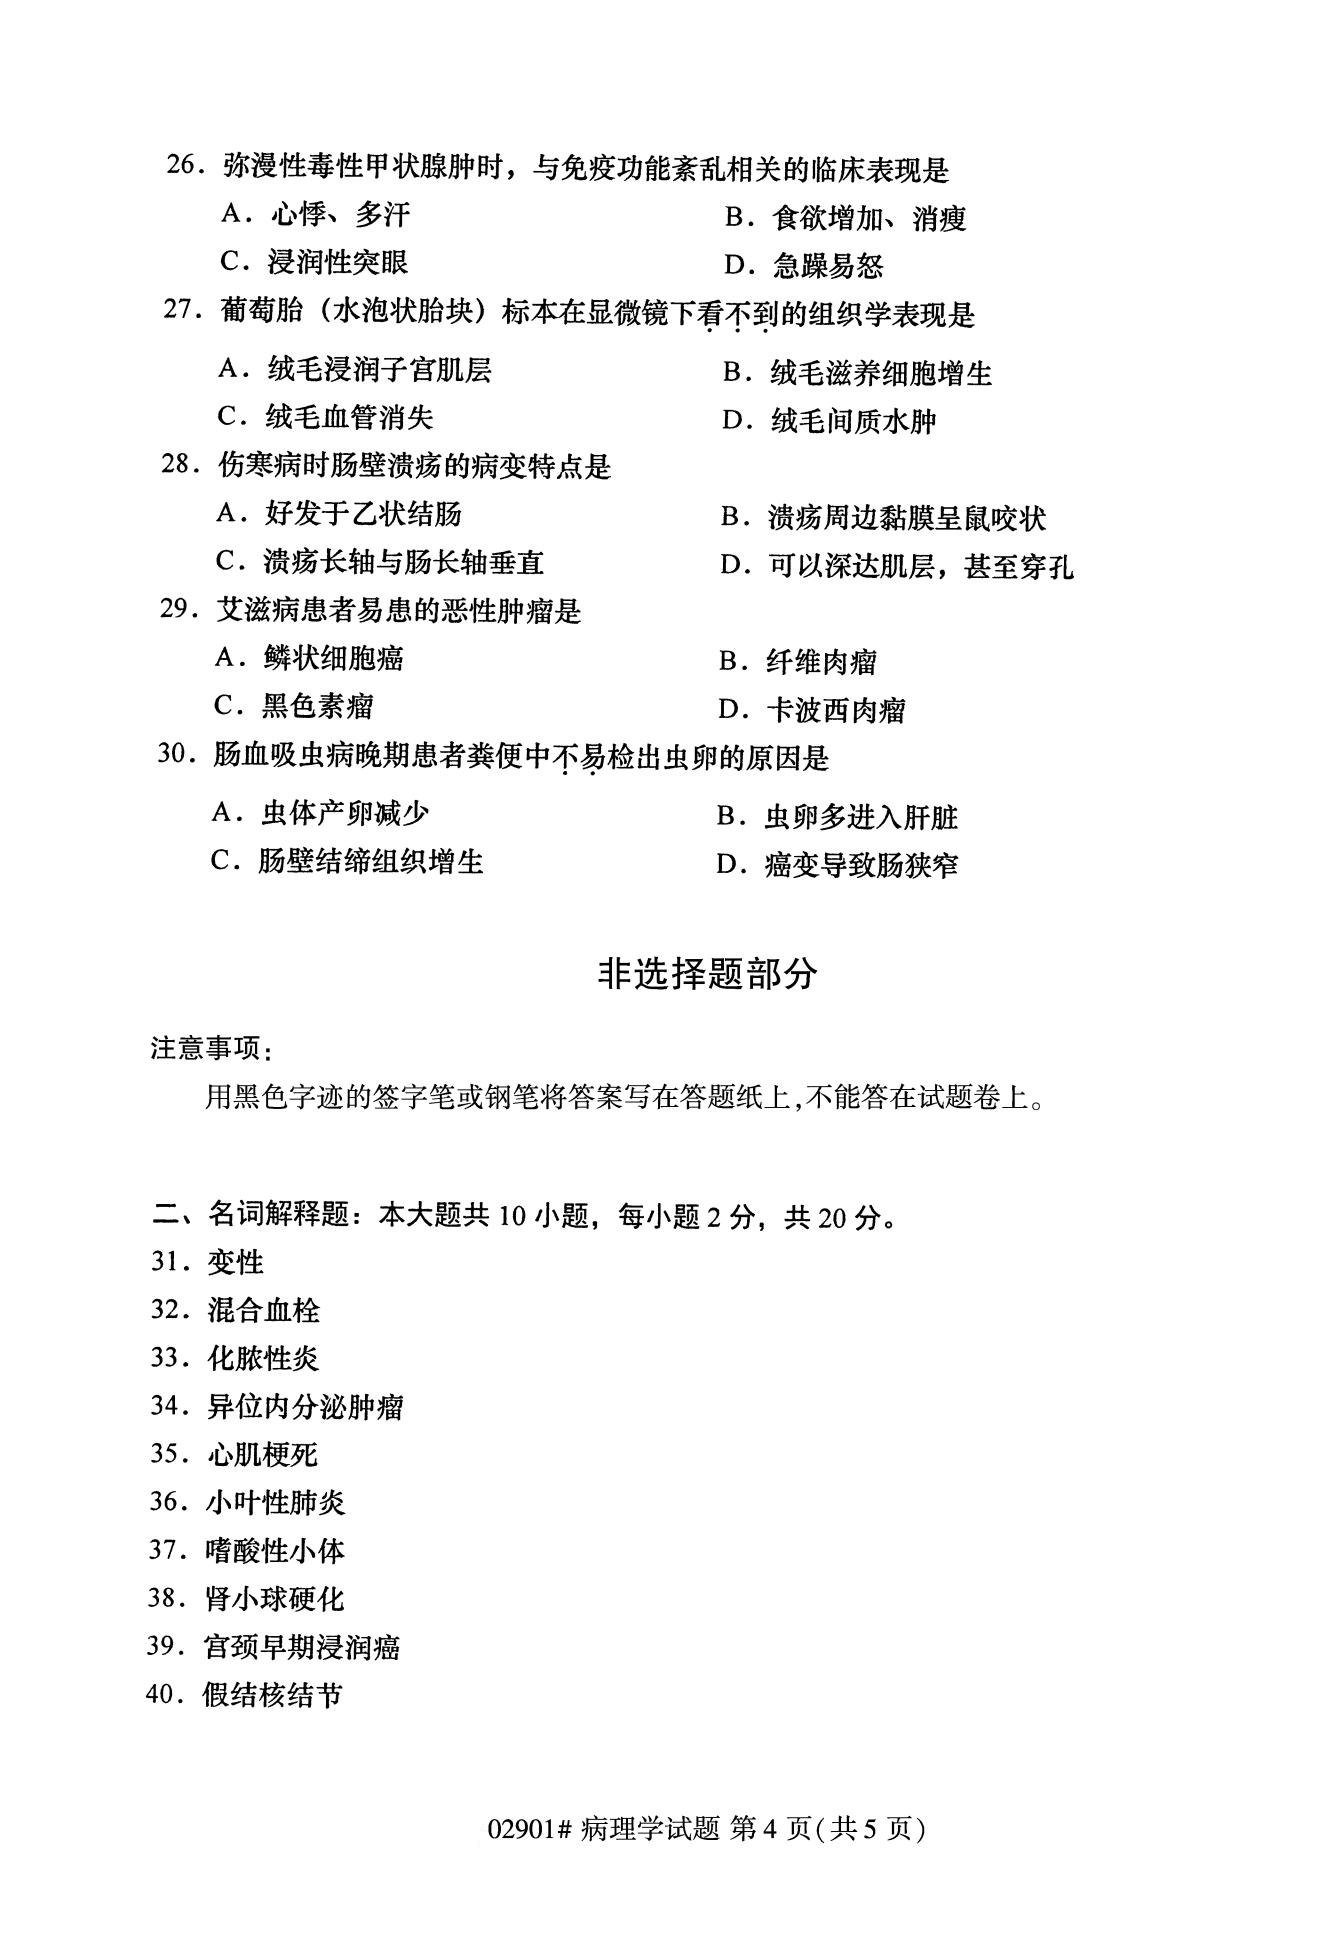 26．弥漫性毒性甲状腺肿时，与免疫功能紊乱相关的临床表现是
A．心悸、多汗 B．食欲增加、消瘦
C．浸润性突眼 D．急躁易怒
27．葡萄胎（水泡状胎块）标本在显微镜下看不到的组织学表现是
A．绒毛浸润子宫肌层 B．绒毛滋养细胞增生
C．绒毛血管消失 D．绒毛间质水肿
28．伤寒病时肠壁溃疡的病变特点是
A．好发于乙状结肠 B．溃疡周边黏膜呈鼠咬状
C．溃疡长轴与肠长轴垂直 D．可以深达肌层，甚至穿孔
29．艾滋病患者易患的恶性肿瘤是
A．鳞状细胞癌 B．纤维肉瘤
C．黑色素瘤 D．卡波西肉瘤
30．肠血吸虫病晚期患者粪便中不易检出虫卵的原因是
A．虫体产卵减少 B．虫卵多进入肝脏
C．肠壁结缔组织增生 D．癌变导致肠狭窄
非选择题部分
注意事项：
用黑色字迹的签字笔或钢笔将答案写在答题纸上,不能答在试题卷上。
二、名词解释题：本大题共 10 小题，每小题 2 分，共 20 分。
31．变性
32．混合血栓
33．化脓性炎
34．异位内分泌肿瘤
35．心肌梗死
36．小叶性肺炎
37．嗜酸性小体
38．肾小球硬化
39．宫颈早期浸润癌
40．假结核结节
02901# 病理学试题 第 4 页(共 5 页)